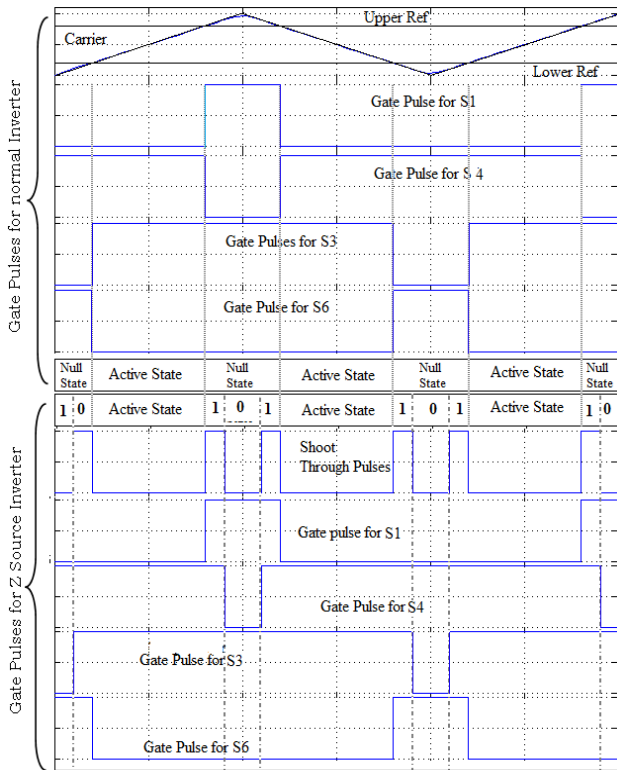 Upper Ref
Carrier
Lower Ref
Gate Pulse for S1
Gate Pulse for S 4
Gate Pulses for S3
Gate Pulse for S6
Gate Pulses for normal Inverter
Null State Active State Null State Active State Null State Active State Null State
1 0 Active State 1 0 1 Active State 1 0 1 Active State 1 0
Shoot
Through Pulses
Gate pulse for S1
Gate Pulse for S4
Gate Pulse for S3
Gate Pulse for S6
Gate Pulses for Z Source Inverter